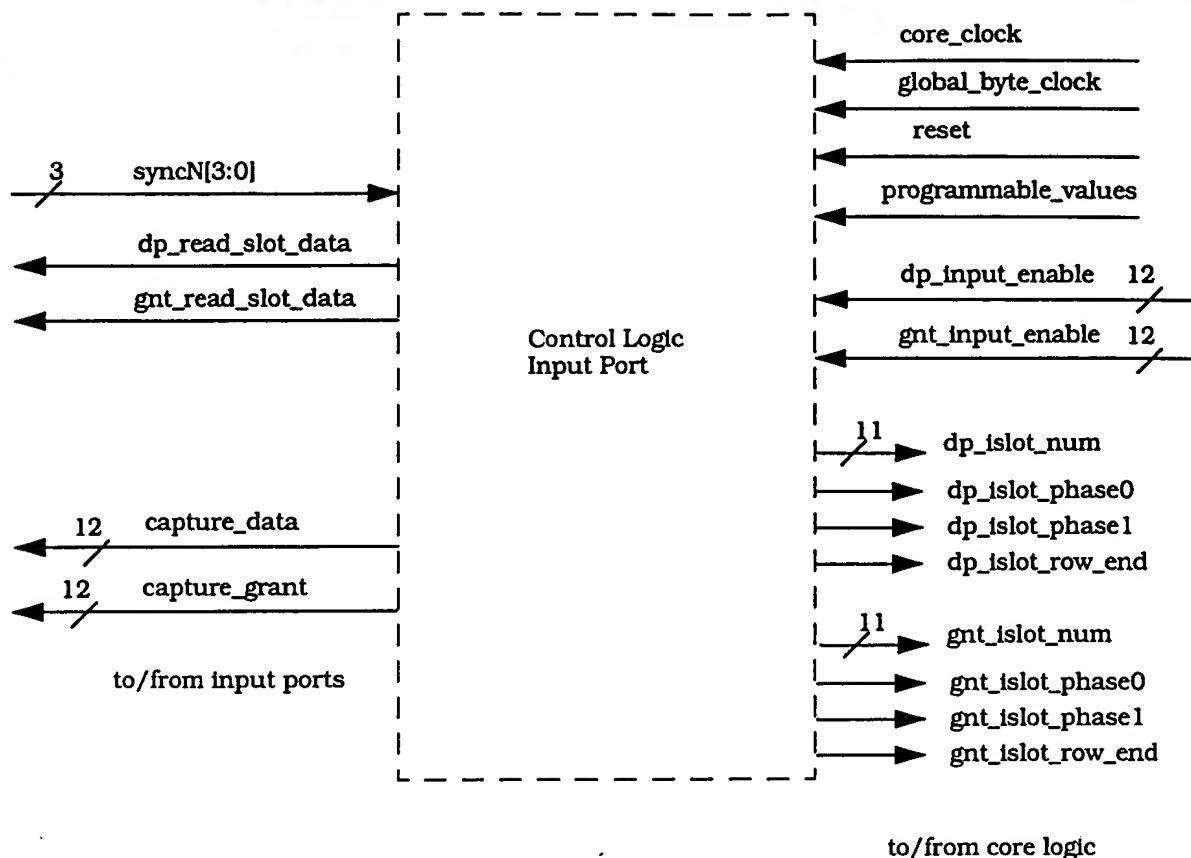 core_clock
global_byte_clock
reset
3 syncN[3:0]
programmable_values
dp_read_slot_data
dp_input_enable 12
gnt_read_slot_data
gnt_input_enable 12
Control Logic
Input Port
11 dp_islot_num
dp_islot_phase0
12 capture_data
dp_islot_phase1
dp_islot_row_end
12 capture_grant
11 gnt_islot_num
to/from input ports
gnt_islot_phase0
gnt_islot_phase1
gnt_islot_row_end
to/from core logic